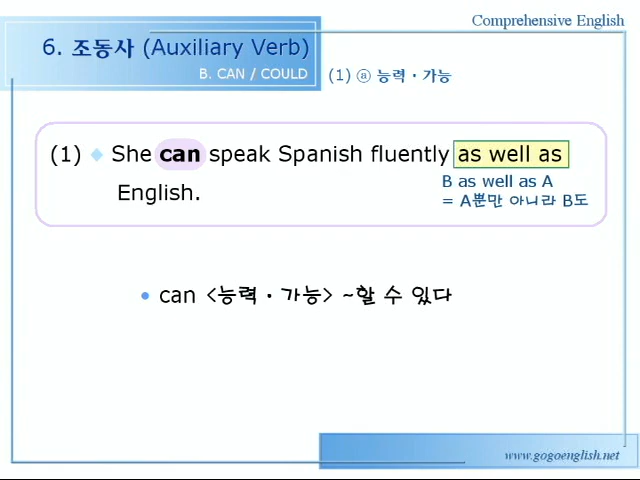 Comprehensive English
6. 조동사 (Auxiliary Verb)
B. CAN / COULD
(1) ⓐ 능력·가능
(1) ◆ She can speak Spanish fluently as well as
English.
B as well as A
= A뿐만 아니라 B도
• can <능력·가능> ~할 수 있다
www.gogoenglish.net